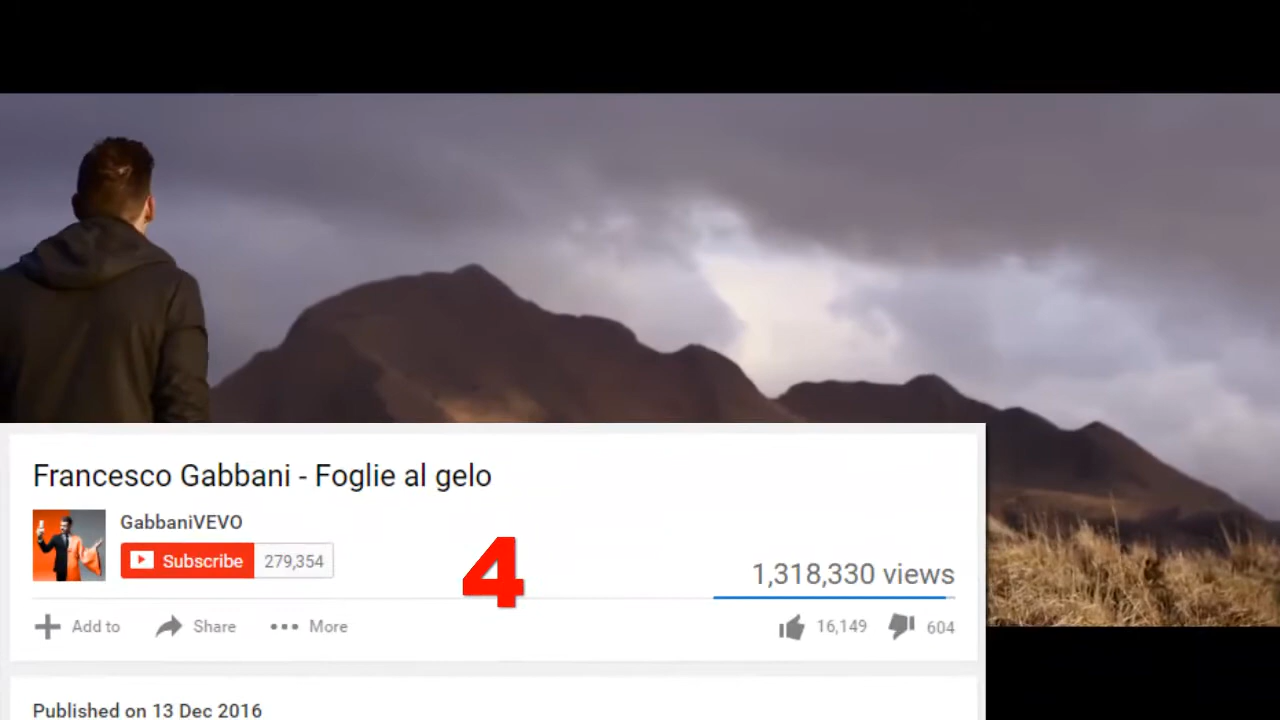 Francesco Gabbani - Foglie al gelo
GabbaniVEVO
Subscribe 279,354
4
1,318,330 views
Add to Share More 16,149 604
Published on 13 Dec 2016